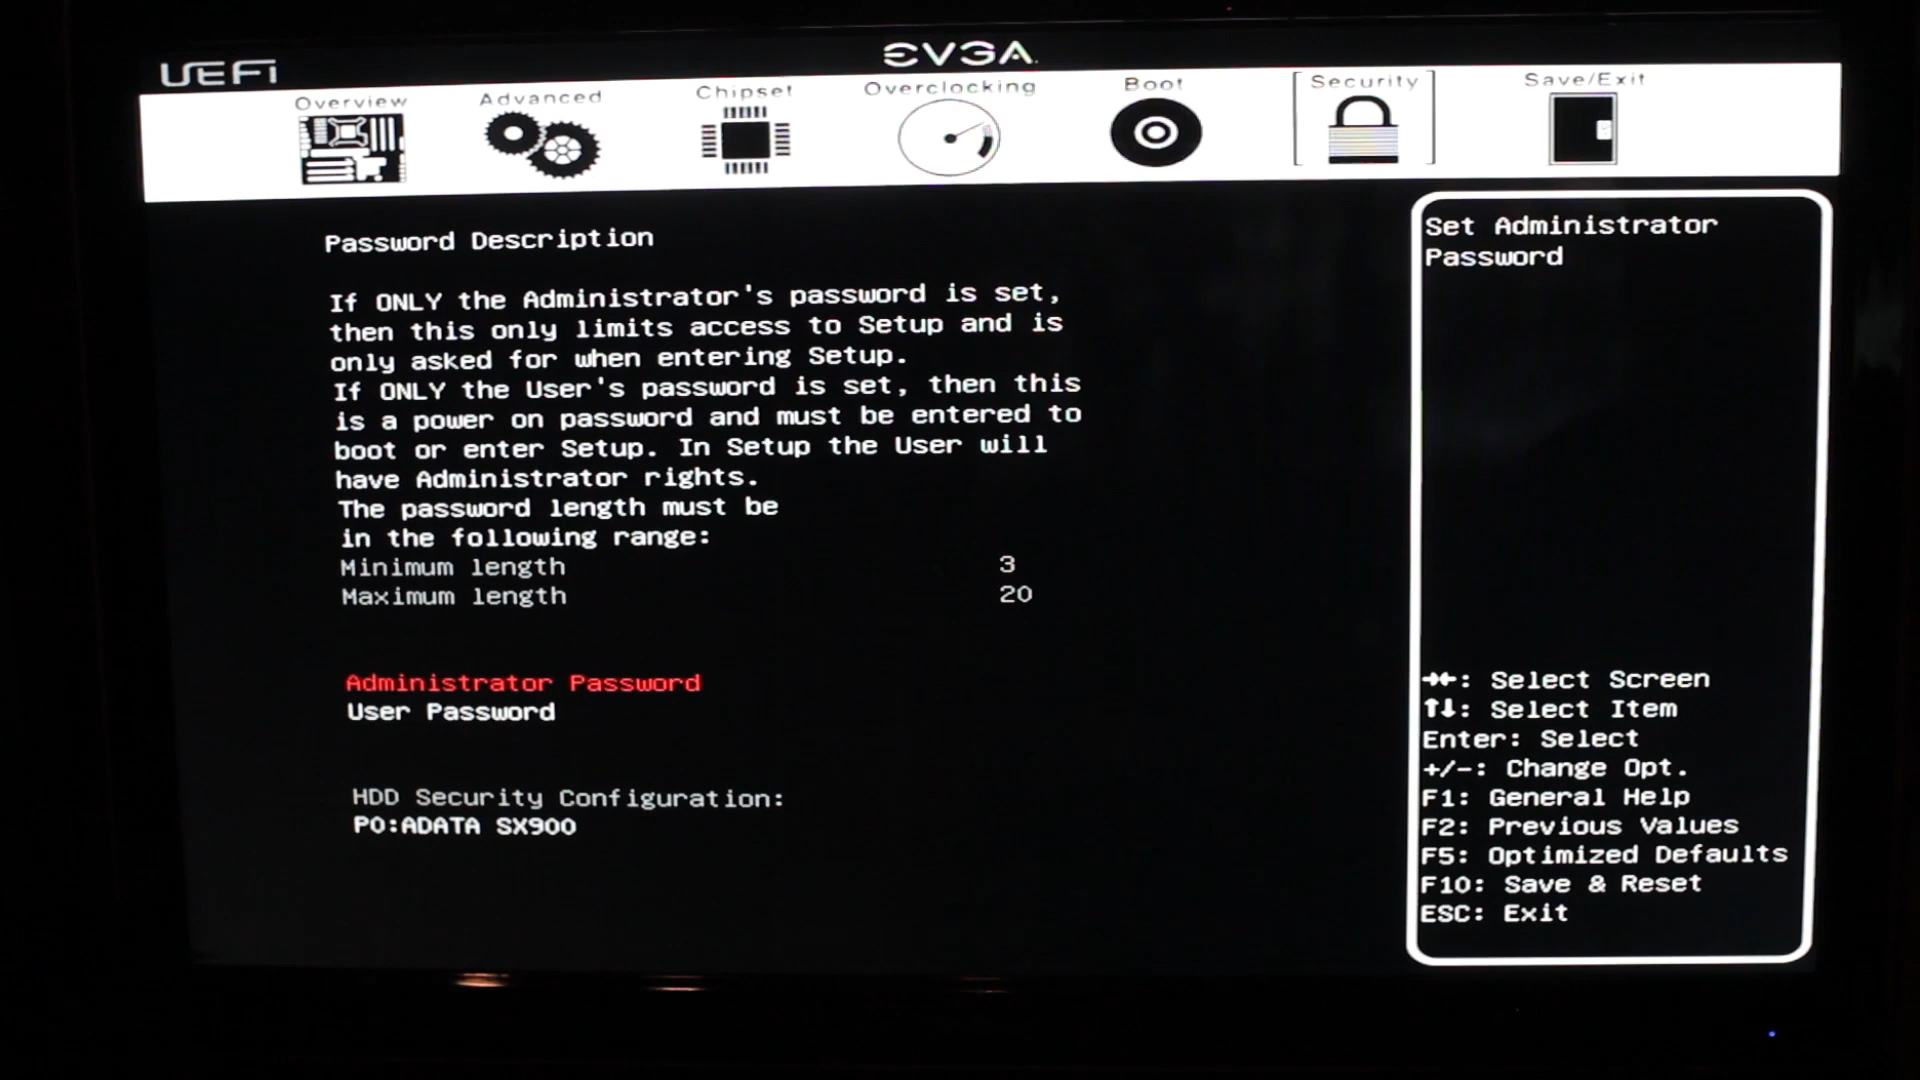 UEFi
EVGA
Overview
Advanced
Chipset
Overclocking
Boot
Security
Save/Exit
Password Description
If ONLY the Administrator's password is set,
then this only limits access to Setup and is
only asked for when entering Setup.
If ONLY the User's password is set, then this
is a power on password and must be entered to
boot or enter Setup. In Setup the User will
have Administrator rights.
The password length must be
in the following range:
Minimum length 3
Maximum length 20
Administrator Password
User Password
HDD Security Configuration:
P0:ADATA SX900
Set Administrator
Password
→←: Select Screen
↑↓: Select Item
Enter: Select
+/-: Change Opt.
F1: General Help
F2: Previous Values
F5: Optimized Defaults
F10: Save & Reset
ESC: Exit